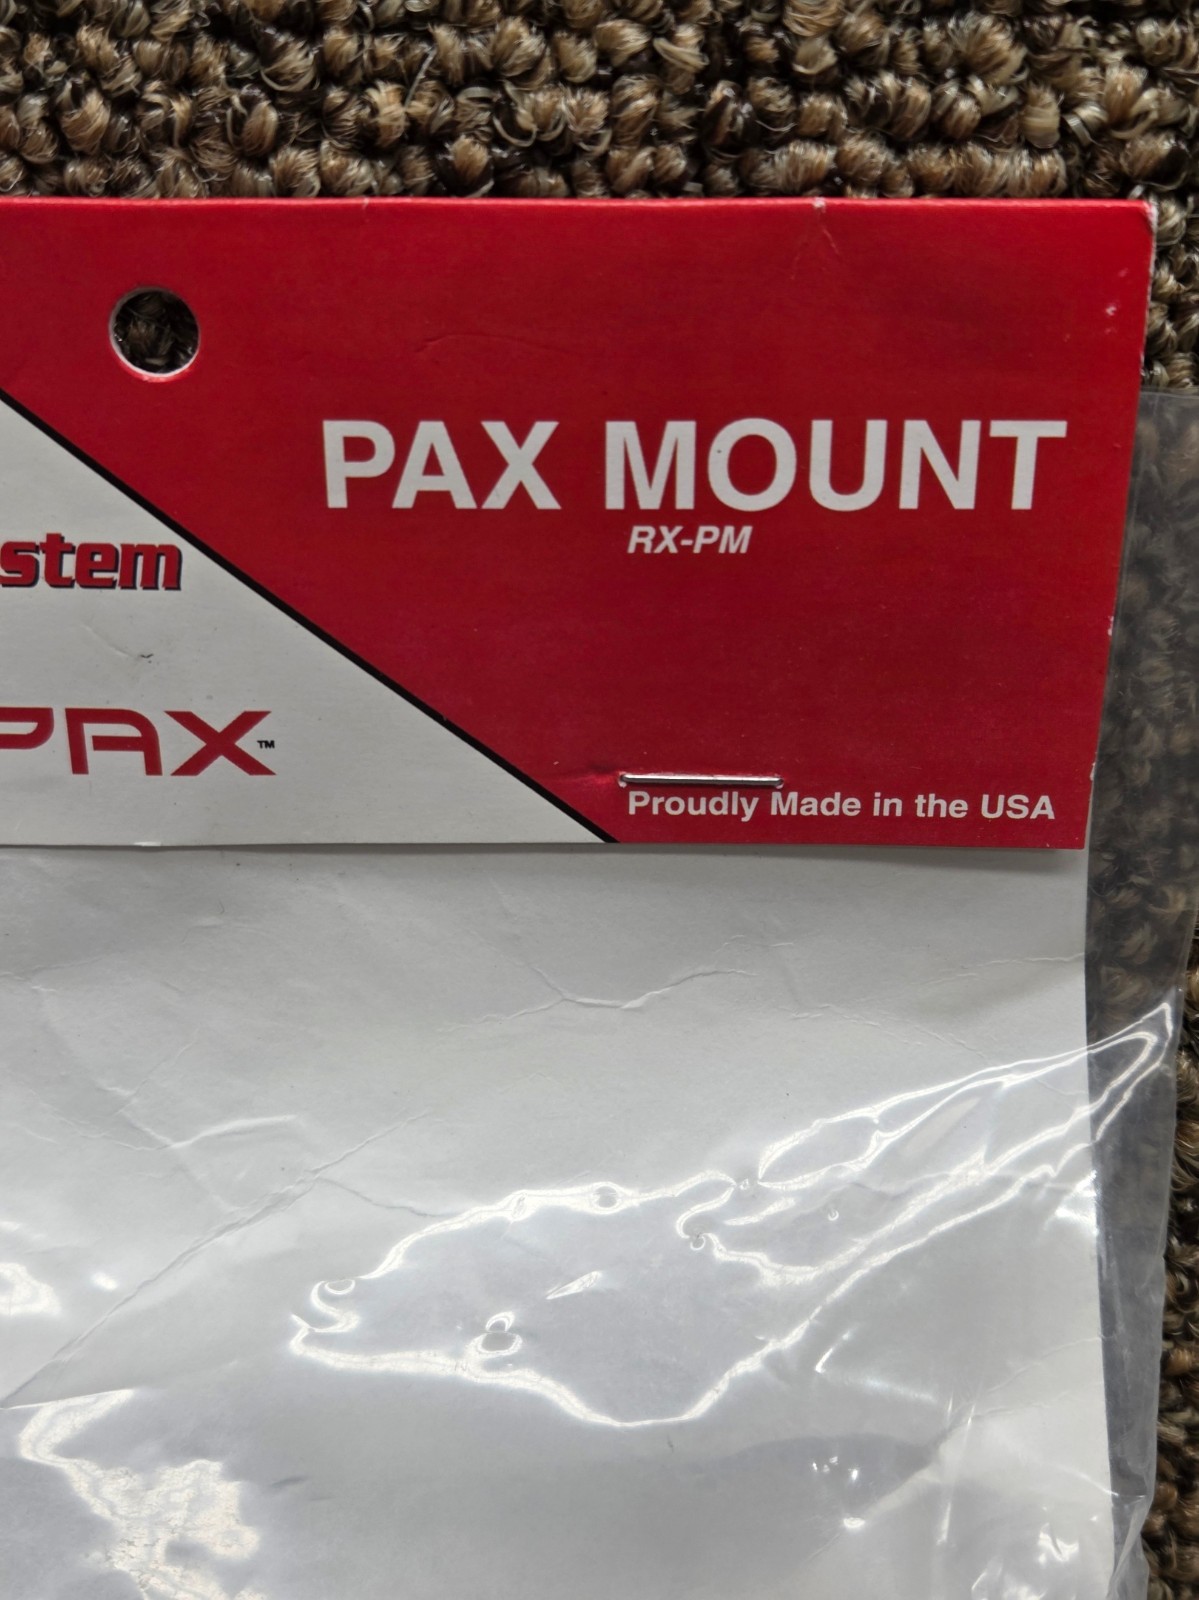 PAX MOUNT
RX-PM
stem
PAX™
Proudly Made in the USA